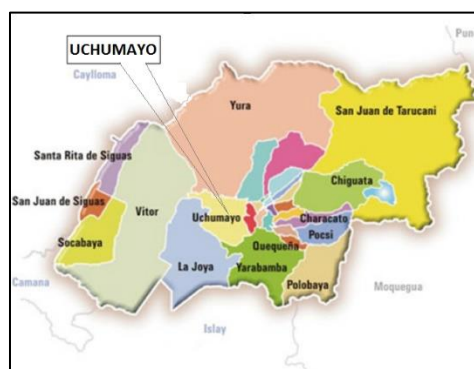 UCHUMAYO
Pun
Caylloma
Yura
San Juan de Tarucani
Santa Rita de Siguas
Chiguata
San Juan de Siguas
Vitor
Uchumayo
Characato
Socabaya
Pocsi
Quequeña
La Joya
Yarabamba
Polobaya
Camana
Moquegua
Islay